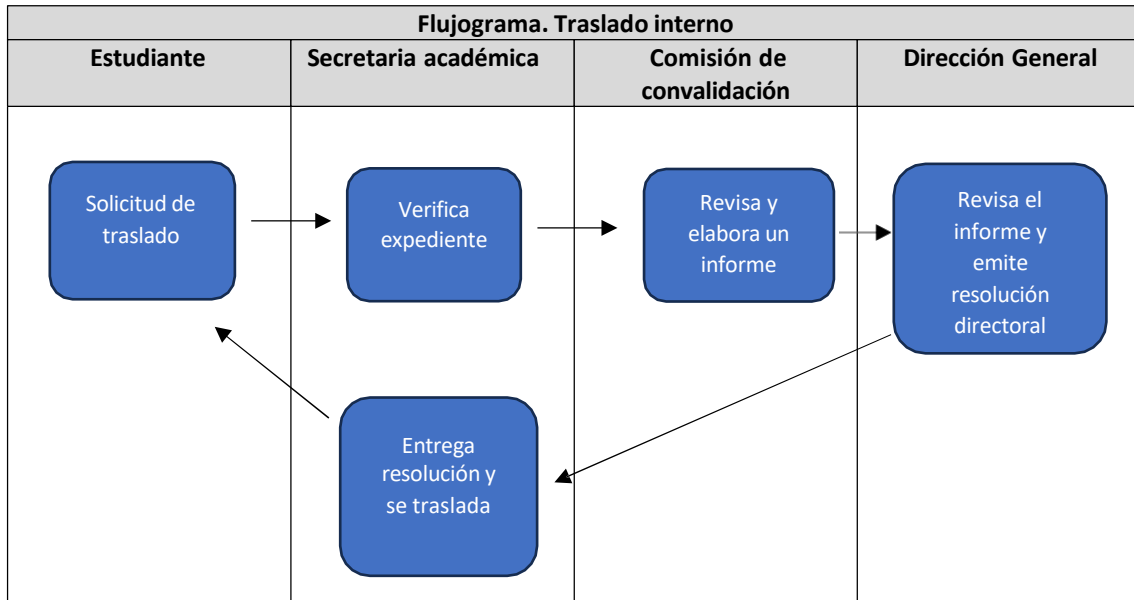 Flujograma. Traslado interno
Estudiante
Secretaria académica
Comisión de
convalidación
Dirección General
Solicitud de
traslado
Verifica
expediente
Revisa y
elabora un
informe
Revisa el
informe y
emite
resolución
directoral
Entrega
resolución y
se traslada